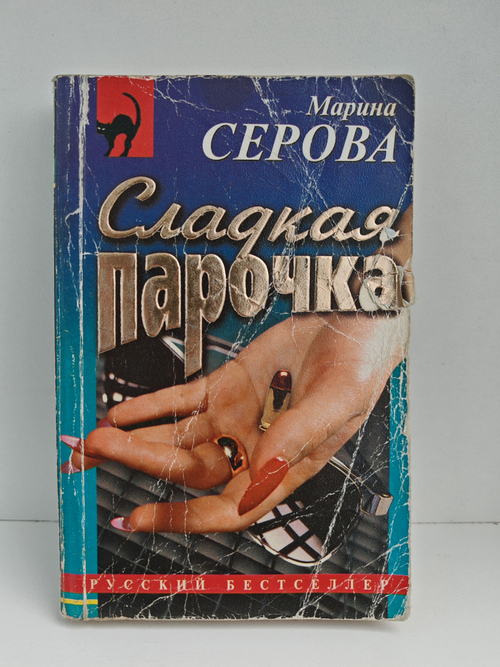 Марина
СЕРОВА
Сладкая
парочка
РУССКИЙ БЕСТСЕЛЛЕР